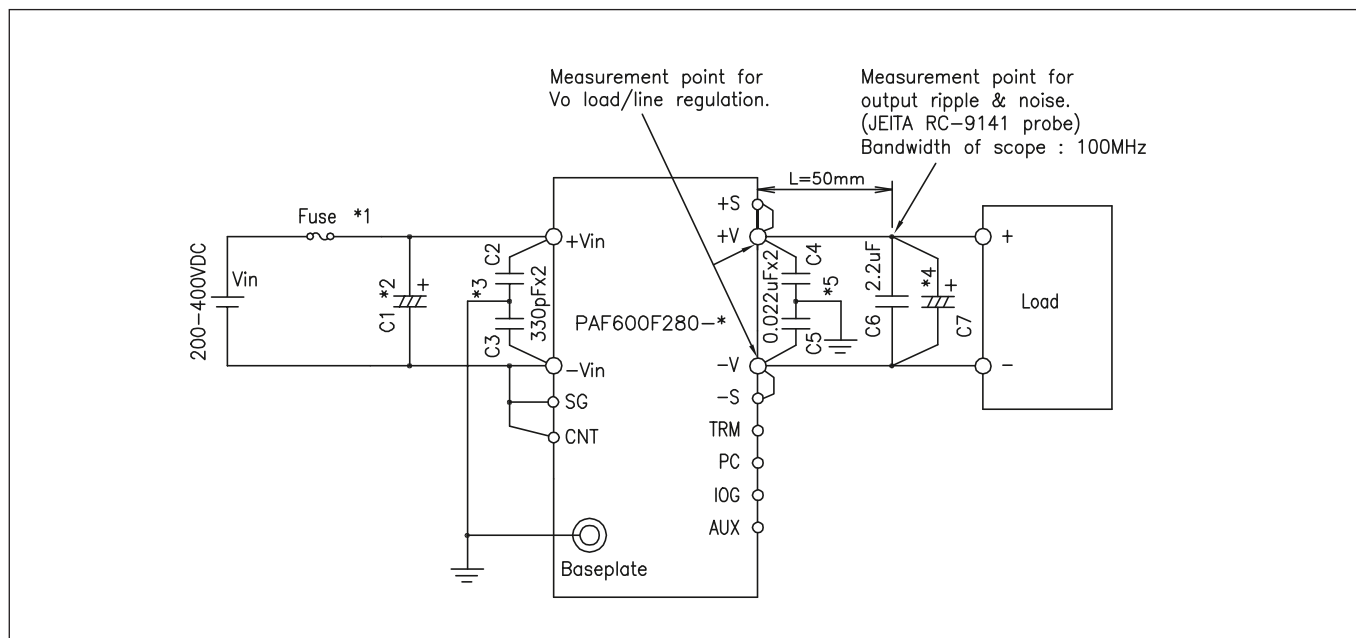 Measurement point for
Vo load/line regulation.
Measurement point for
output ripple & noise.
(JEITA RC-9141 probe)
Bandwidth of scope : 100MHz
L=50mm
Fuse *1
200-400VDC
Vin
C1 *2
+Vin
C2
*3
330pFx2
C3
-Vin
SG
CNT
Baseplate
PAF600F280-*
+S
+V
-V
-S
TRM
PC
IOG
AUX
C4
0.022uFx2
*5
C5
2.2uF
C6
*4
+
C7
+
+
Load
-